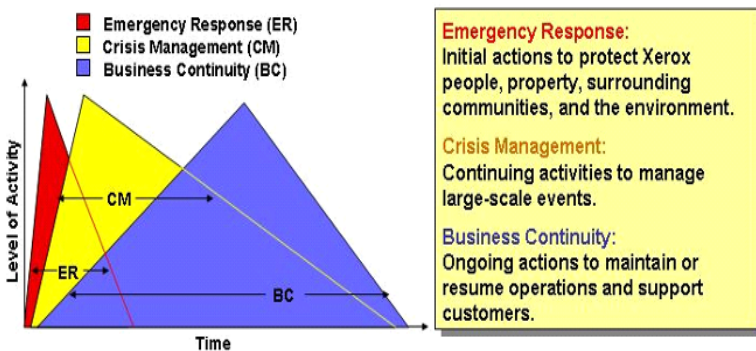 Emergency Response (ER)
Crisis Management (CM)
Business Continuity (BC)
Level of Activity
CM
ER
BC
Time
Emergency Response:
Initial actions to protect Xerox
people, property, surrounding
communities, and the environment.
Crisis Management:
Continuing activities to manage
large-scale events.
Business Continuity:
Ongoing actions to maintain or
resume operations and support
customers.